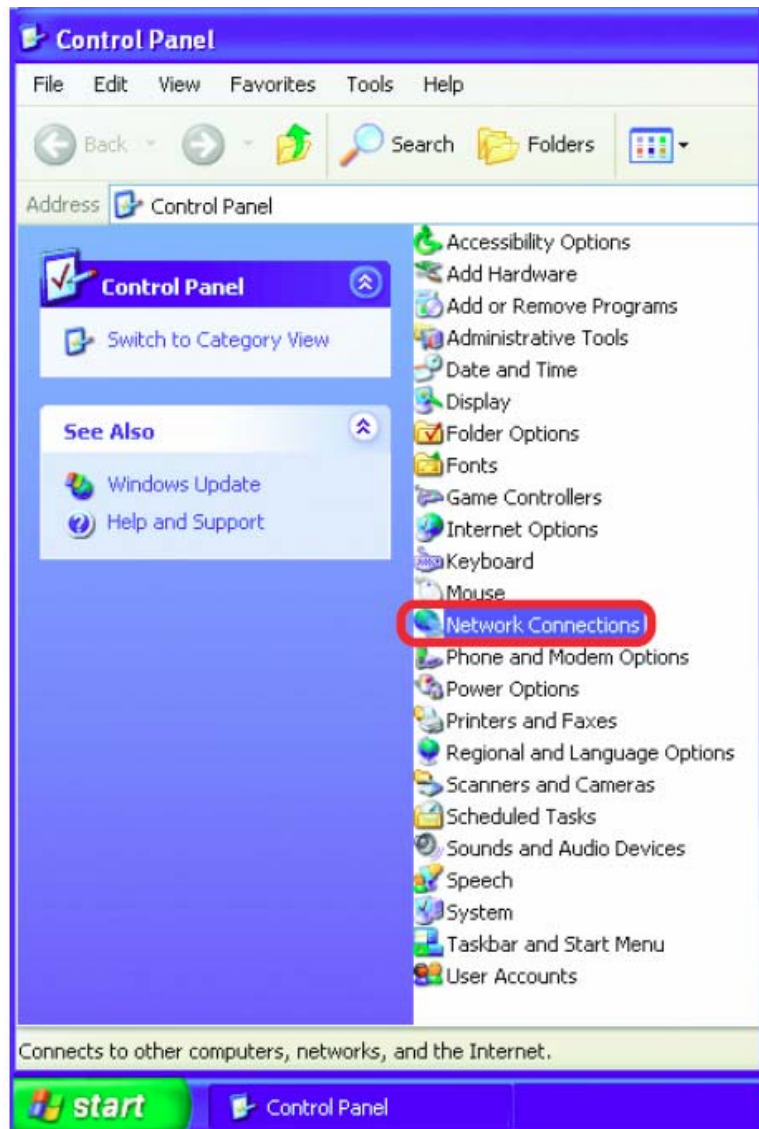 Control Panel
File Edit View Favorites Tools Help
Back Search Folders
Address Control Panel
Control Panel
Switch to Category View
See Also
Windows Update
Help and Support
Accessibility Options
Add Hardware
Add or Remove Programs
Administrative Tools
Date and Time
Display
Folder Options
Fonts
Game Controllers
Internet Options
Keyboard
Mouse
Network Connections
Phone and Modem Options
Power Options
Printers and Faxes
Regional and Language Options
Scanners and Cameras
Scheduled Tasks
Sounds and Audio Devices
Speech
System
Taskbar and Start Menu
User Accounts
Connects to other computers, networks, and the Internet.
start Control Panel